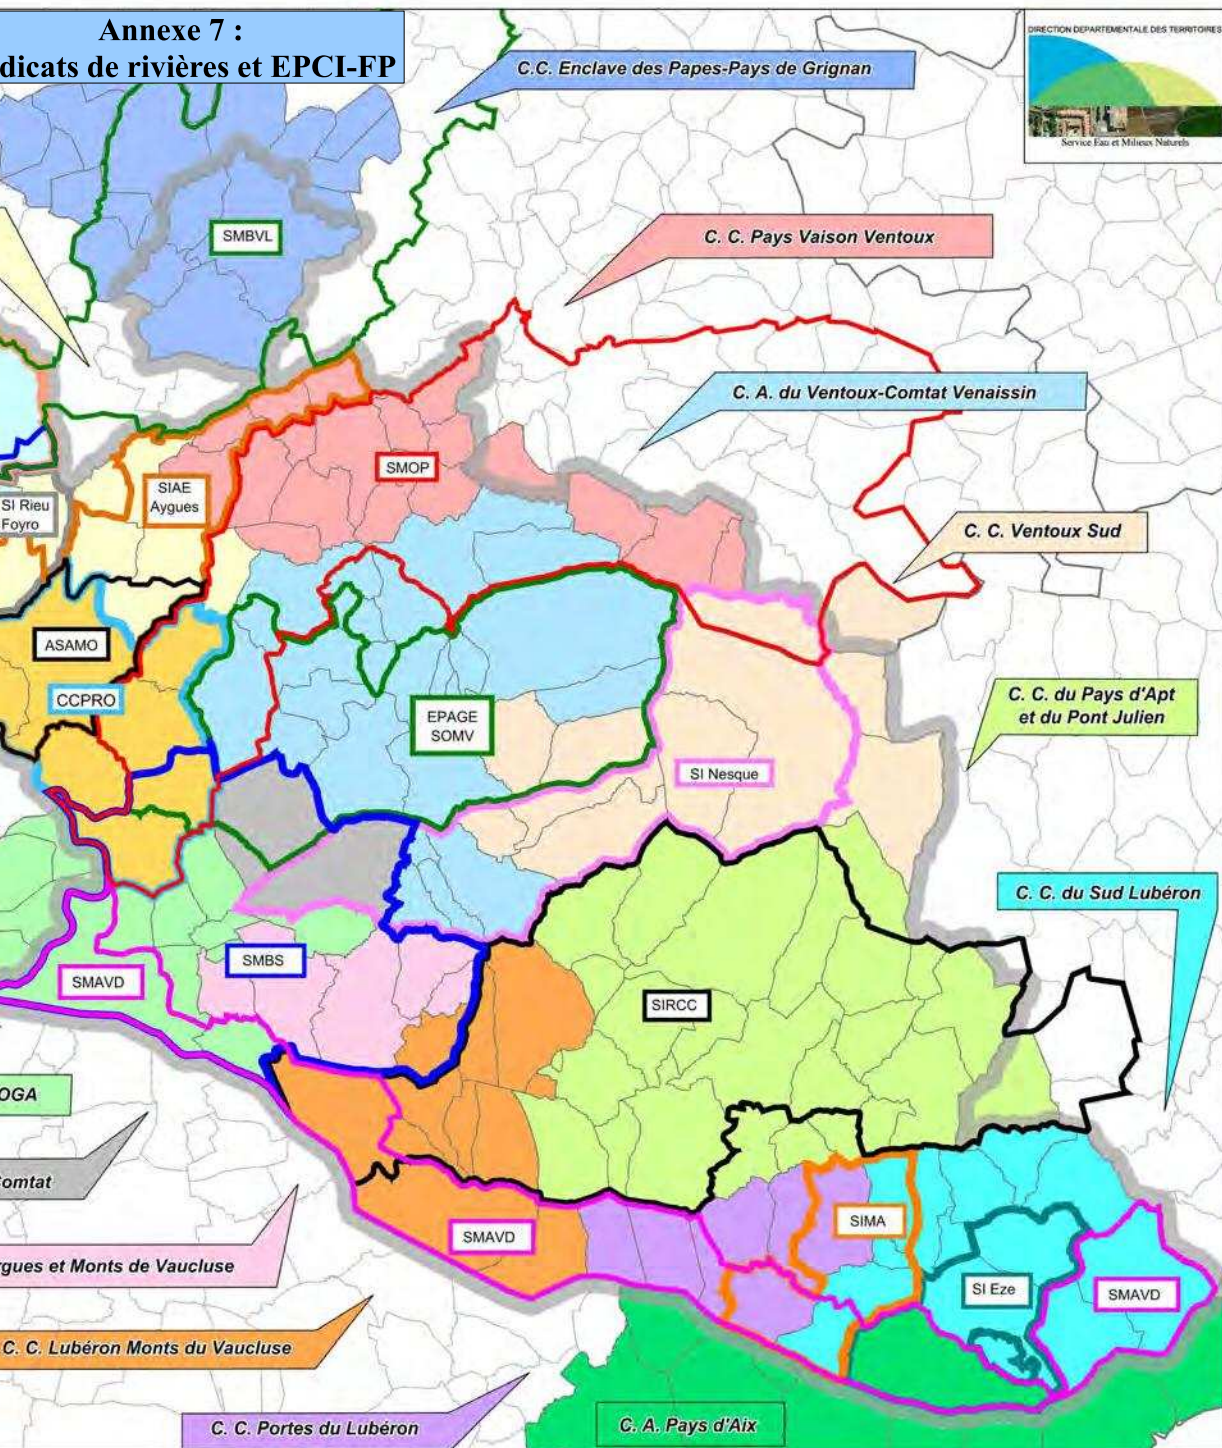 Annexe 7 :
dicats de rivières et EPCI-FP
DIRECTION DEPARTEMENTALE DES TERRITOIRES
Service Eau et Milieux Naturels
C.C. Enclave des Papes-Pays de Grignan
SMBVL
C. C. Pays Vaison Ventoux
C. A. du Ventoux-Comtat Venaissin
SMOP
SIAE
Aygues
SI Rieu
Foyro
C. C. Ventoux Sud
ASAMO
CCPRO
EPAGE
SOMV
C. C. du Pays d'Apt
et du Pont Julien
SI Nesque
C. C. du Sud Lubéron
SMBS
SMAVD
SIRCC
OGA
omtat
SIMA
SMAVD
rgues et Monts de Vaucluse
SI Eze
SMAVD
C. C. Lubéron Monts du Vaucluse
C. C. Portes du Lubéron
C. A. Pays d'Aix